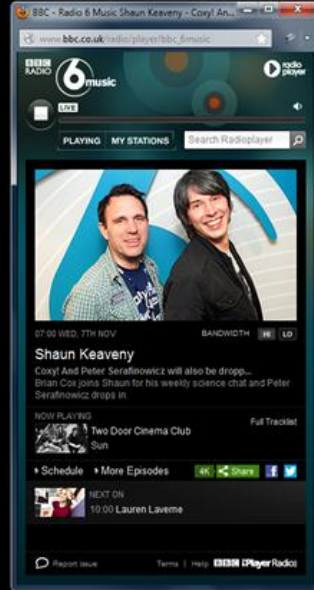 BBC - Radio 6 Music Shaun Keaveny - Coxy! An...
www.bbc.co.uk/radio/player/bbc_6music
BBC RADIO 6 music
radio player
LIVE
PLAYING MY STATIONS Search Radioplayer
07:00 WED, 7TH NOV BANDWIDTH HI LO
Shaun Keaveny
Coxy! And Peter Serafinowicz will also be dropp...
Brian Cox joins Shaun for his weekly science chat and Peter
Serafinowicz drops in.
NOW PLAYING
Full Tracklist
Two Door Cinema Club
Sun
Schedule More Episodes 4K Share f
NEXT ON
10:00 Lauren Laverne
Report issue Terms | Help BBC iPlayer Radio